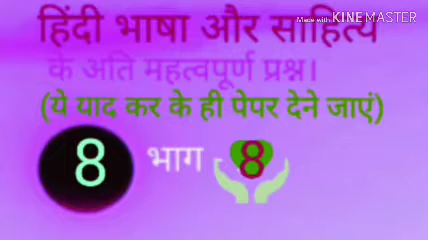 हिंदी भाषा और साहित्य
Made with KINEMASTER
के अति महत्वपूर्ण प्रश्न।
(ये याद कर के ही पेपर देने जाएं)
8 भाग 8